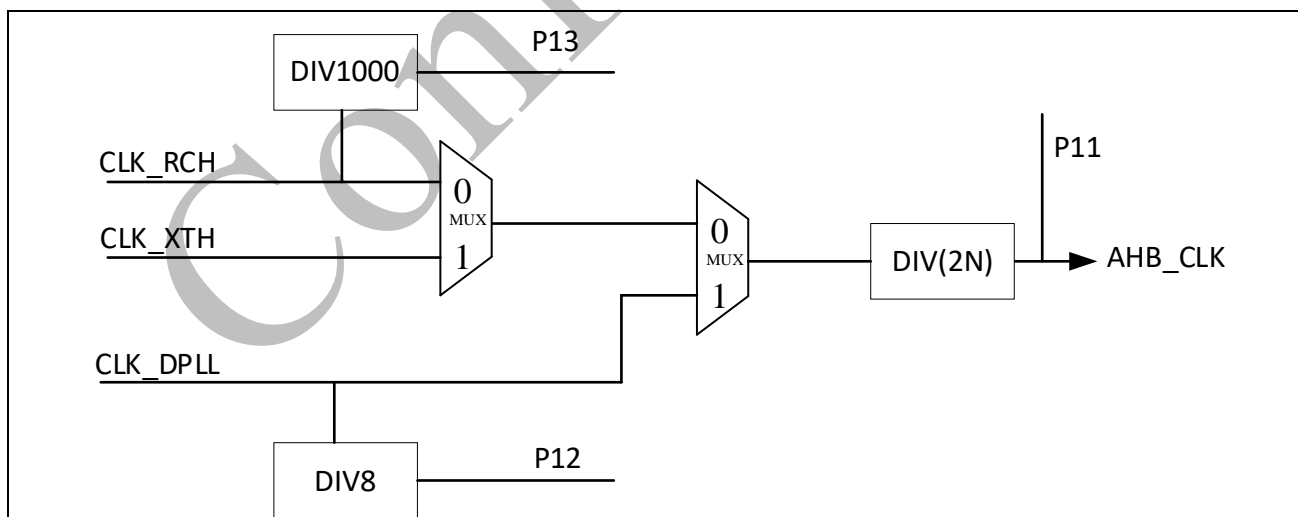 P13
DIV1000
P11
CLK_RCH
0
MUX
1
CLK_XTH
0
MUX
1
DIV(2N)
AHB_CLK
CLK_DPLL
P12
DIV8